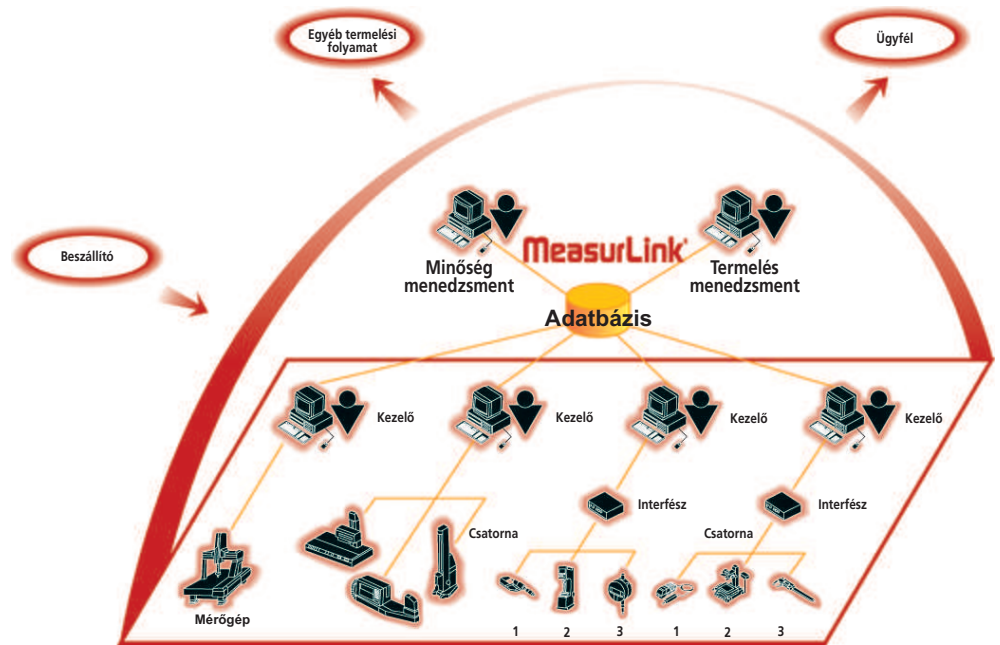 Egyéb termelési
folyamat
Ügyfél
Beszállító
MeasurLink®
Minőség
menedzsment
Termelés
menedzsment
Adatbázis
Kezelő
Kezelő
Kezelő
Kezelő
Interfész
Interfész
Csatorna
Csatorna
Mérőgép
1
2
3
1
2
3